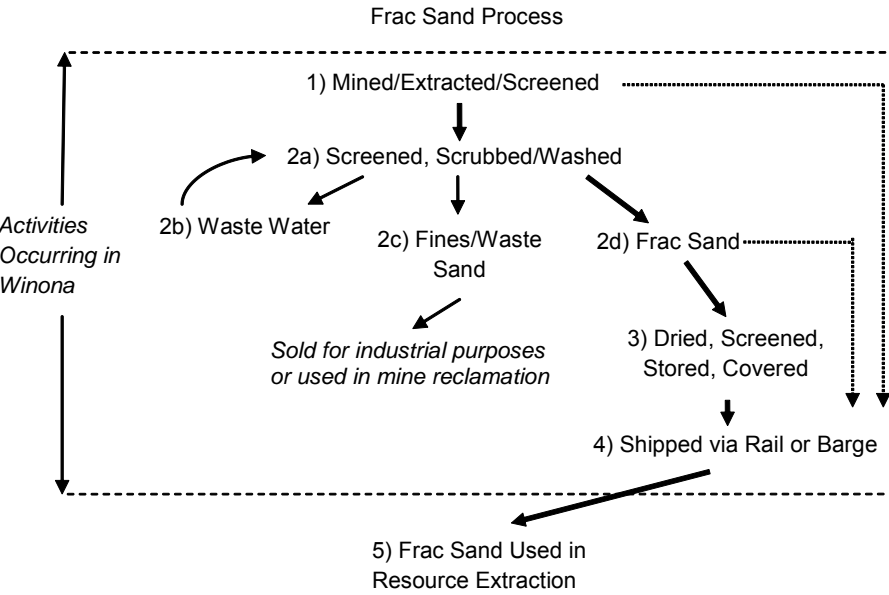 Frac Sand Process
1) Mined/Extracted/Screened
2a) Screened, Scrubbed/Washed
Activities
Occurring in
Winona
2b) Waste Water
2c) Fines/Waste
Sand
2d) Frac Sand
Sold for industrial purposes
or used in mine reclamation
3) Dried, Screened,
Stored, Covered
4) Shipped via Rail or Barge
5) Frac Sand Used in
Resource Extraction